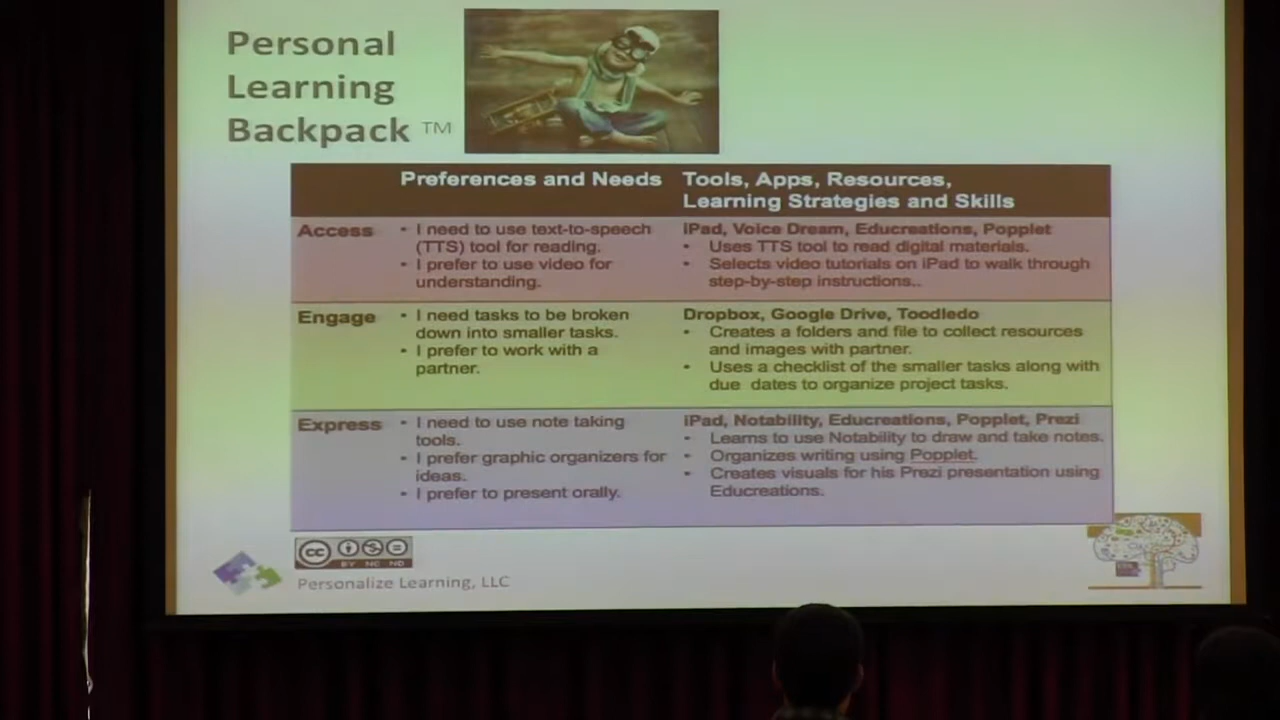 Personal
Learning
Backpack TM
Preferences and Needs
Tools, Apps, Resources,
Learning Strategies and Skills
Access
• I need to use text-to-speech
(TTS) tool for reading.
• I prefer to use video for
understanding.
iPad, Voice Dream, Educreations, Popplet
• Uses TTS tool to read digital materials.
• Selects video tutorials on iPad to walk through
step-by-step instructions..
Engage
• I need tasks to be broken
down into smaller tasks.
• I prefer to work with a
partner.
Dropbox, Google Drive, Toodledo
• Creates a folders and file to collect resources
and images with partner.
• Uses a checklist of the smaller tasks along with
due dates to organize project tasks.
Express
• I need to use note taking
tools.
• I prefer graphic organizers for
ideas.
• I prefer to present orally.
iPad, Notability, Educreations, Popplet, Prezi
• Learns to use Notability to draw and take notes.
• Organizes writing using Popplet.
• Creates visuals for his Prezi presentation using
Educreations.
cc
BY NC ND
Personalize Learning, LLC